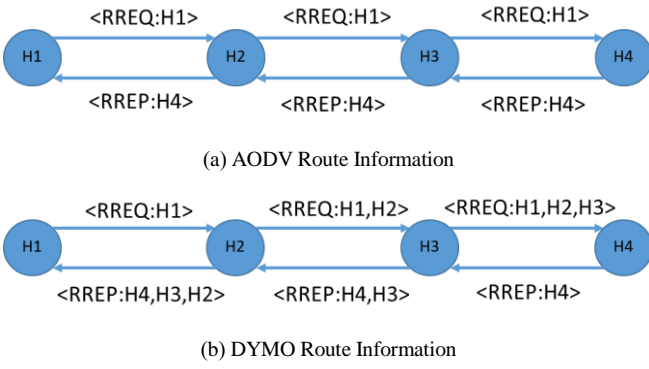 <RREQ:H1> <RREQ:H1> <RREQ:H1>
H1 H2 H3 H4
<RREP:H4> <RREP:H4> <RREP:H4>
(a) AODV Route Information
<RREQ:H1> <RREQ:H1,H2> <RREQ:H1,H2,H3>
H1 H2 H3 H4
<RREP:H4,H3,H2> <RREP:H4,H3> <RREP:H4>
(b) DYMO Route Information